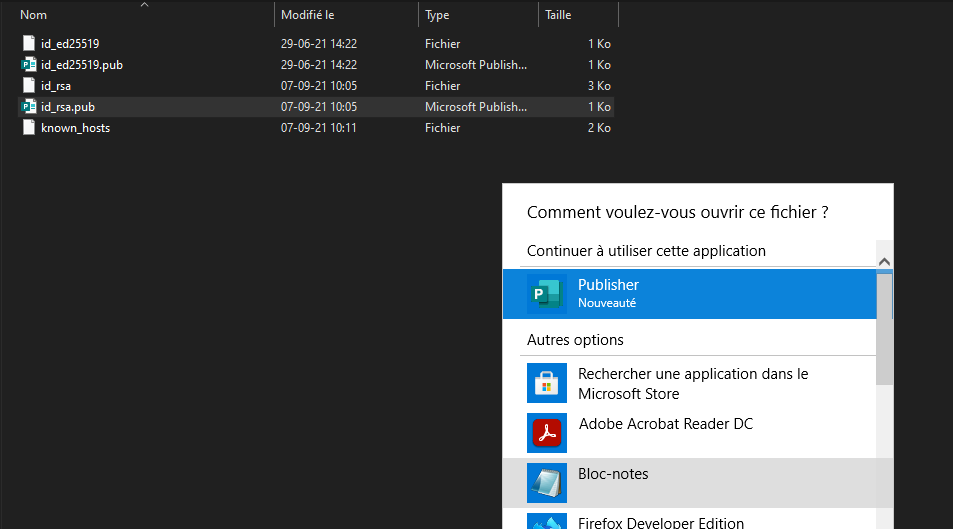 Nom Modifié le Type Taille
id_ed25519 29-06-21 14:22 Fichier 1 Ko
id_ed25519.pub 29-06-21 14:22 Microsoft Publish... 1 Ko
id_rsa 07-09-21 10:05 Fichier 3 Ko
id_rsa.pub 07-09-21 10:05 Microsoft Publish... 1 Ko
known_hosts 07-09-21 10:11 Fichier 2 Ko
Comment voulez-vous ouvrir ce fichier ?
Continuer à utiliser cette application
Publisher
Nouveauté
Autres options
Rechercher une application dans le
Microsoft Store
Adobe Acrobat Reader DC
Bloc-notes
Firefox Developer Edition